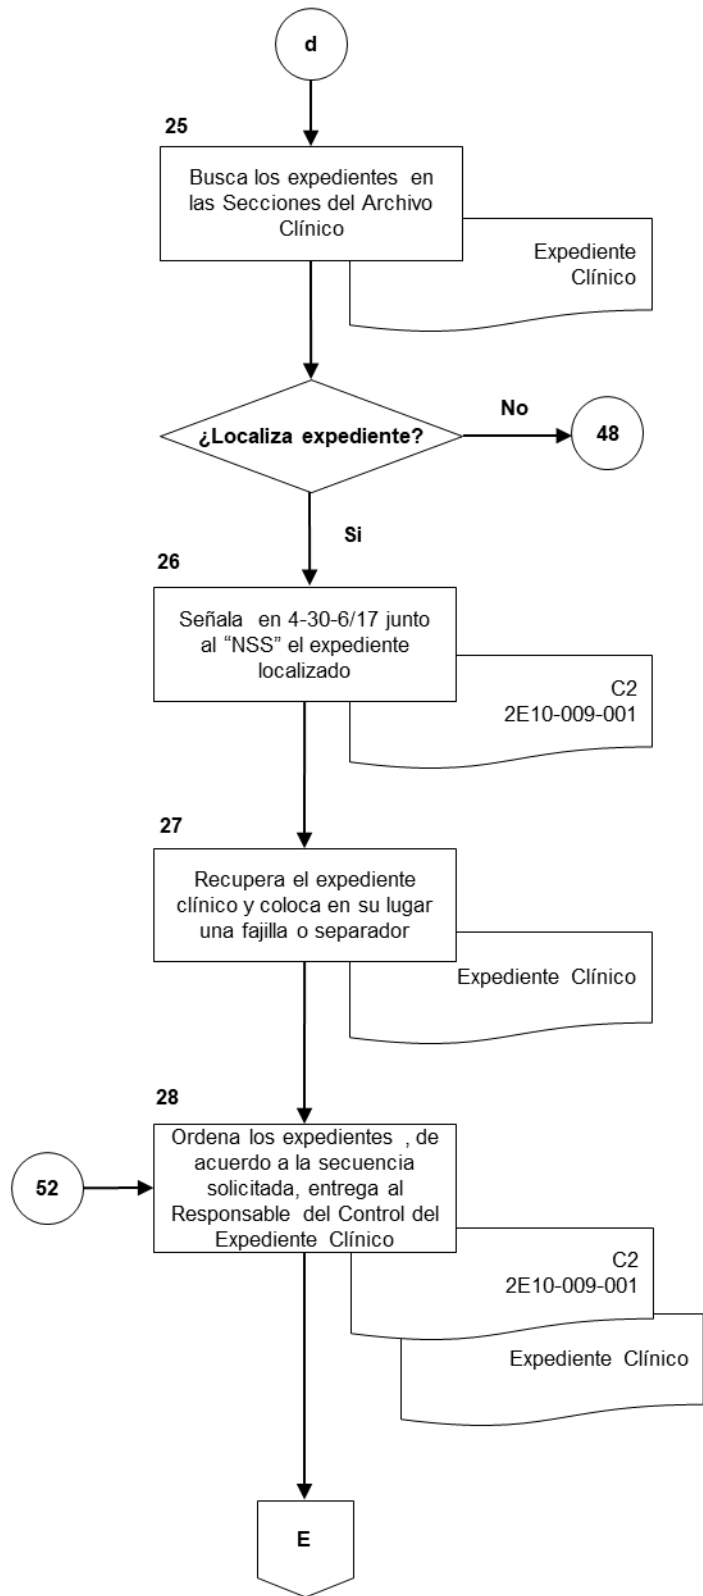 d
25
Busca los expedientes en
las Secciones del Archivo
Clínico
Expediente
Clínico
¿Localiza expediente?
No
48
Si
26
Señala en 4-30-6/17 junto
al “NSS” el expediente
localizado
C2
2E10-009-001
27
Recupera el expediente
clínico y coloca en su lugar
una fajilla o separador
Expediente Clínico
28
52
Ordena los expedientes , de
acuerdo a la secuencia
solicitada, entrega al
Responsable del Control del
Expediente Clínico
C2
2E10-009-001
Expediente Clínico
E